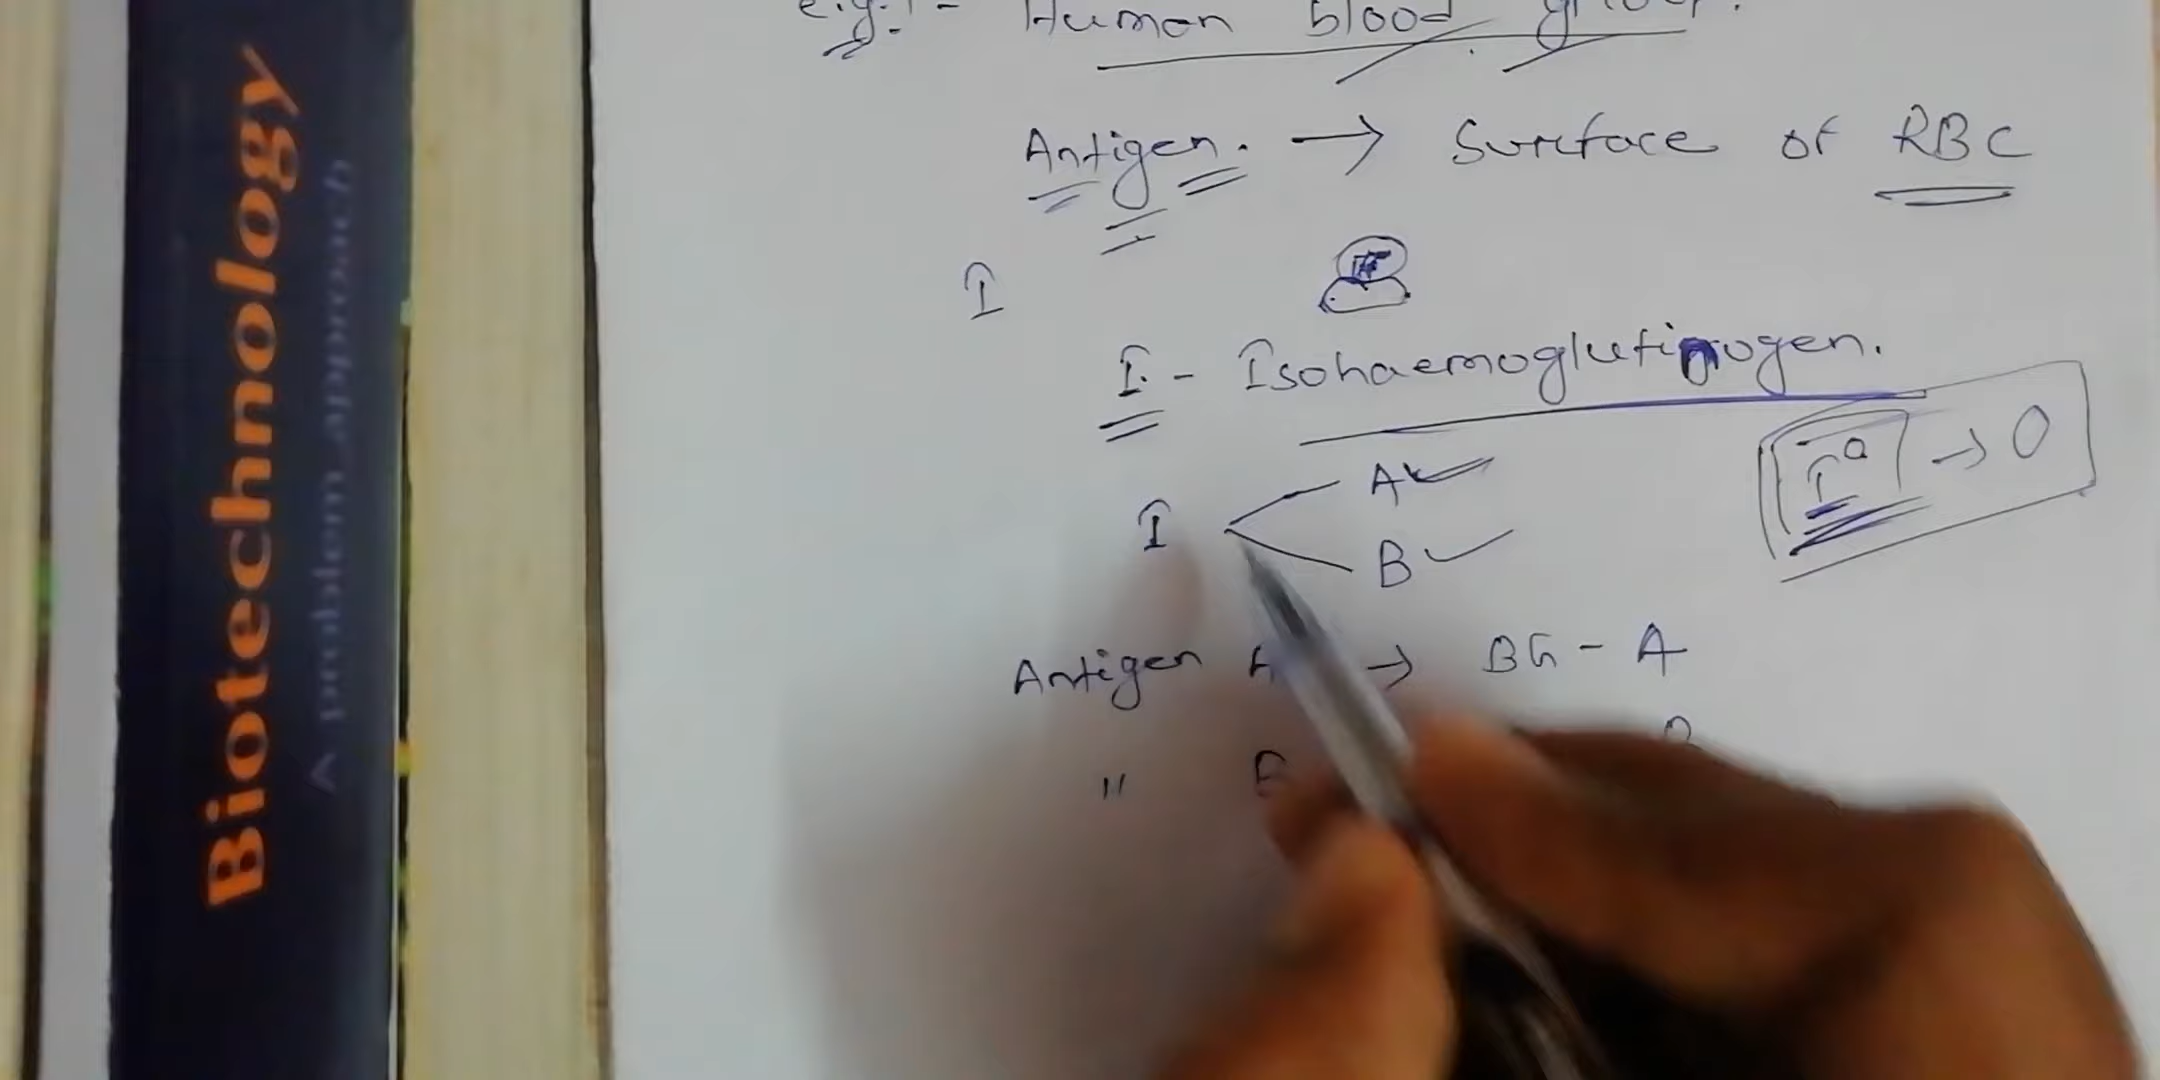 Biotechnology
A problem approach
e.g:- Human blood group.
Antigen. → Surface of RBC
I
I - Isohaemoglutinogen.
I A
B
I^a → O
Antigen A → BG - A
" B